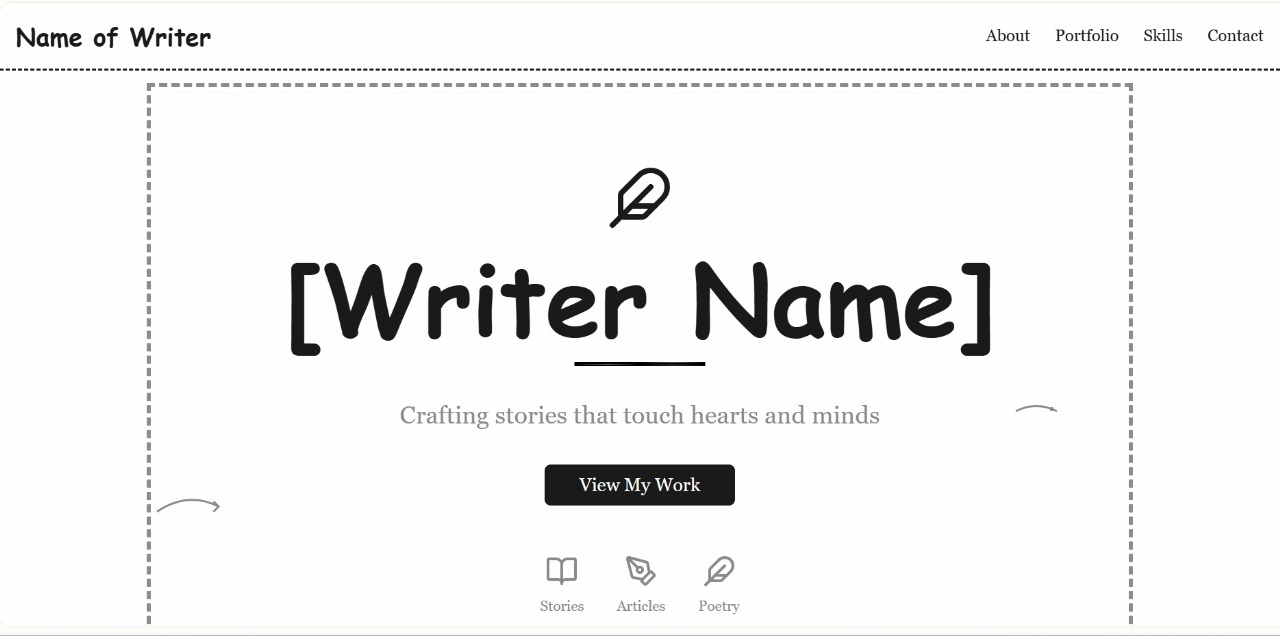 Name of Writer
About Portfolio Skills Contact
[Writer Name]
Crafting stories that touch hearts and minds
View My Work
Stories Articles Poetry